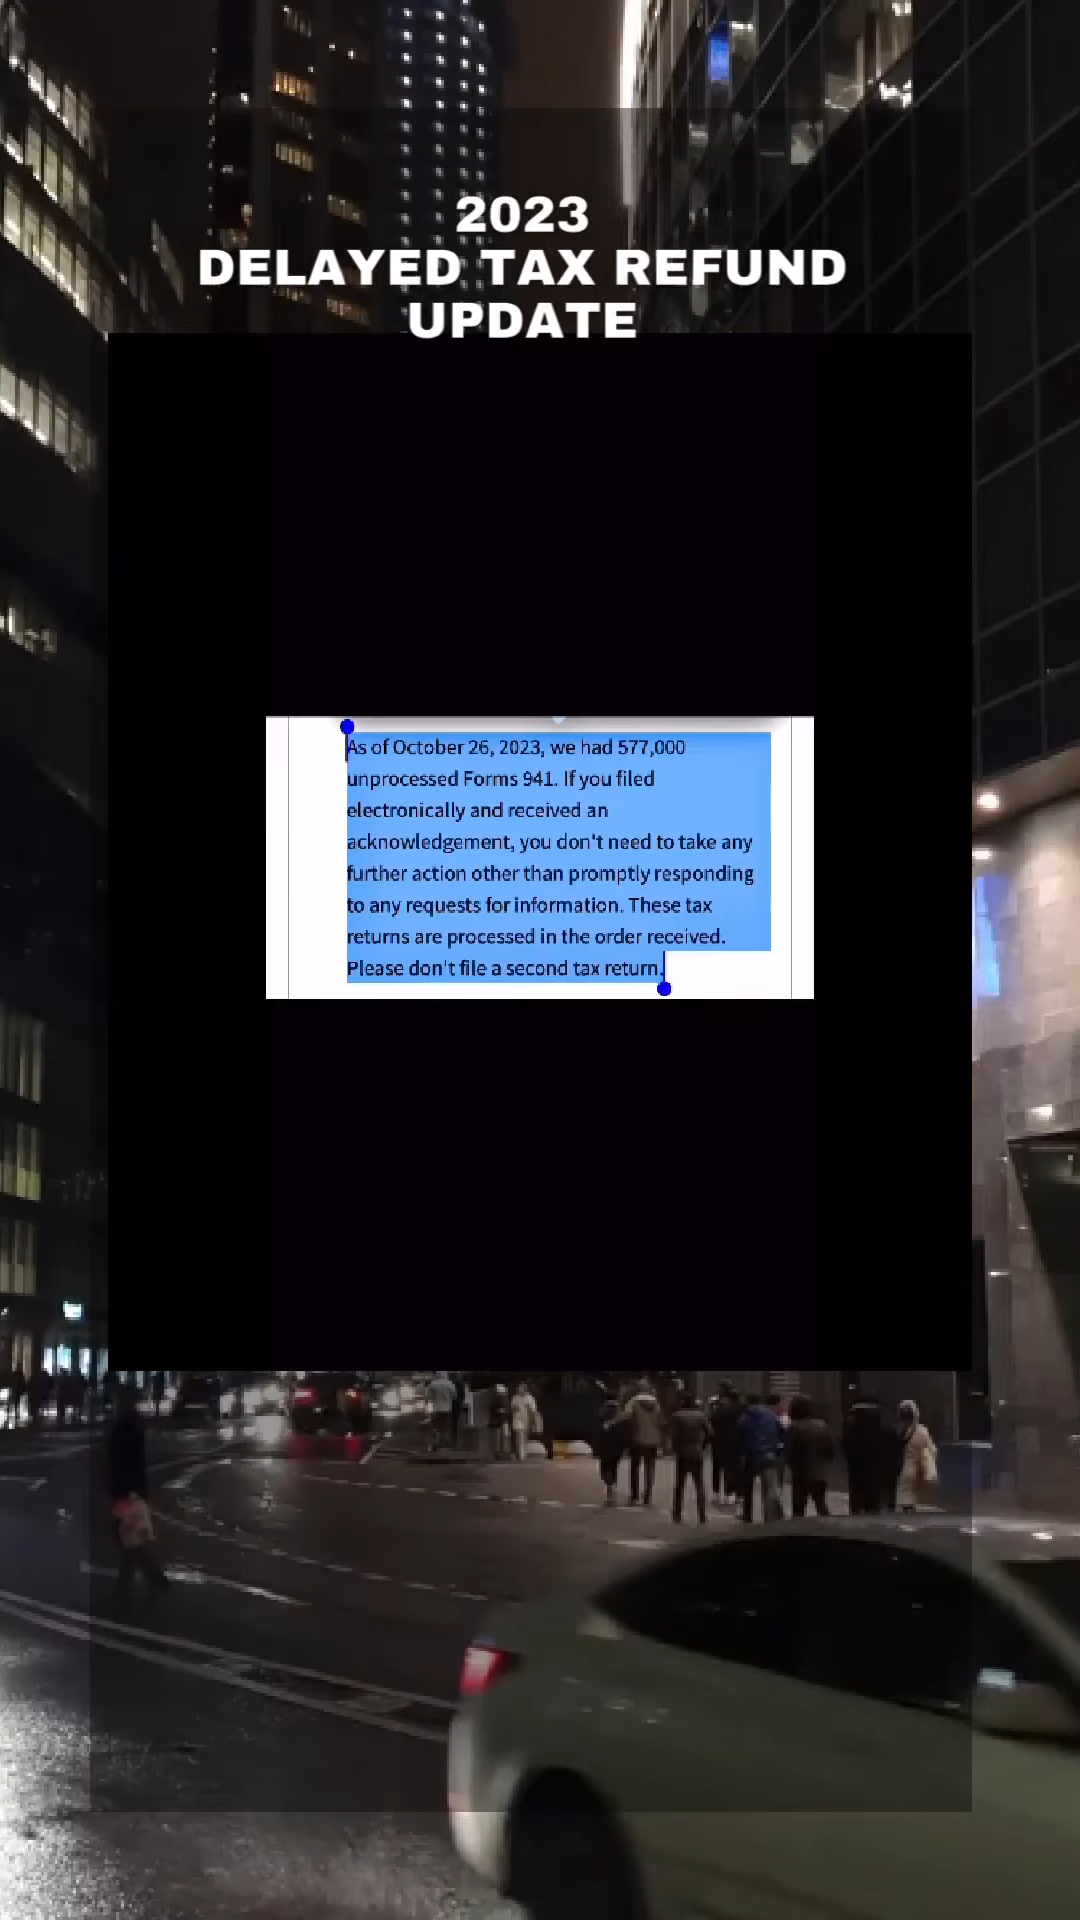 2023
DELAYED TAX REFUND
UPDATE
As of October 26, 2023, we had 577,000
unprocessed Forms 941. If you filed
electronically and received an
acknowledgement, you don't need to take any
further action other than promptly responding
to any requests for information. These tax
returns are processed in the order received.
Please don't file a second tax return.